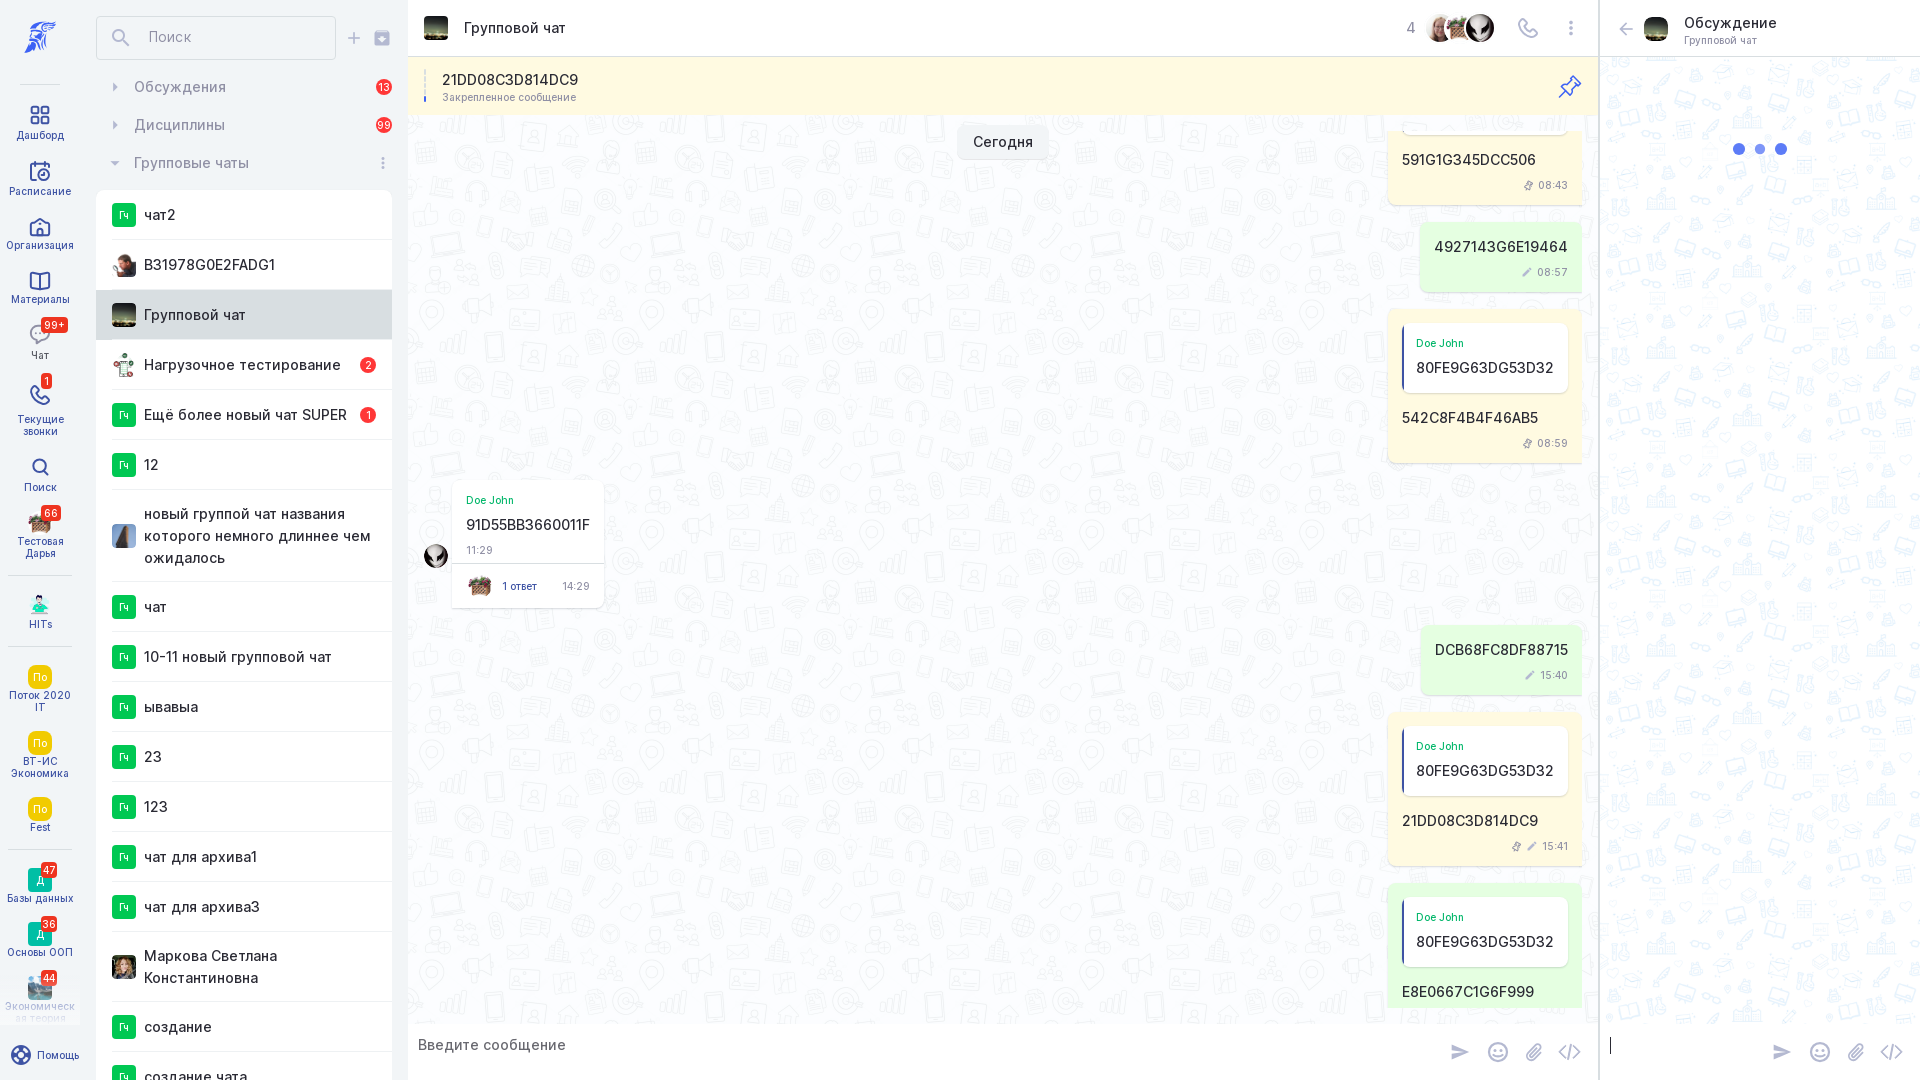 Дашборд
Расписание
Организация
Материалы
99+
Чат
1
Текущие
звонки
Поиск
66
Тестовая
Дарья
HITs
По
Поток 2020
IT
По
ВТ-ИС
Экономика
По
Fest
47
Д
Базы данных
36
Д
Основы ООП
44
Экономическ
ая теория
Помощь
Поиск
Обсуждения
13
Дисциплины
99
Групповые чаты
Гч чат2
B31978G0E2FADG1
Групповой чат
Нагрузочное тестирование 2
Гч Ещё более новый чат SUPER 1
Гч 12
новый группой чат названия
которого немного длиннее чем
ожидалось
Гч чат
Гч 10-11 новый групповой чат
Гч ывавыа
Гч 23
Гч 123
Гч чат для архива1
Гч чат для архива3
Маркова Светлана
Константиновна
Гч создание
Гч создание чата
Групповой чат
4
21DD08C3D814DC9
Закрепленное сообщение
Сегодня
591G1G345DCC506
08:43
4927143G6E19464
08:57
Doe John
80FE9G63DG53D32
542C8F4B4F46AB5
08:59
Doe John
91D55BB3660011F
11:29
1 ответ 14:29
DCB68FC8DF88715
15:40
Doe John
80FE9G63DG53D32
21DD08C3D814DC9
15:41
Doe John
80FE9G63DG53D32
E8E0667C1G6F999
Введите сообщение
Обсуждение
Групповой чат